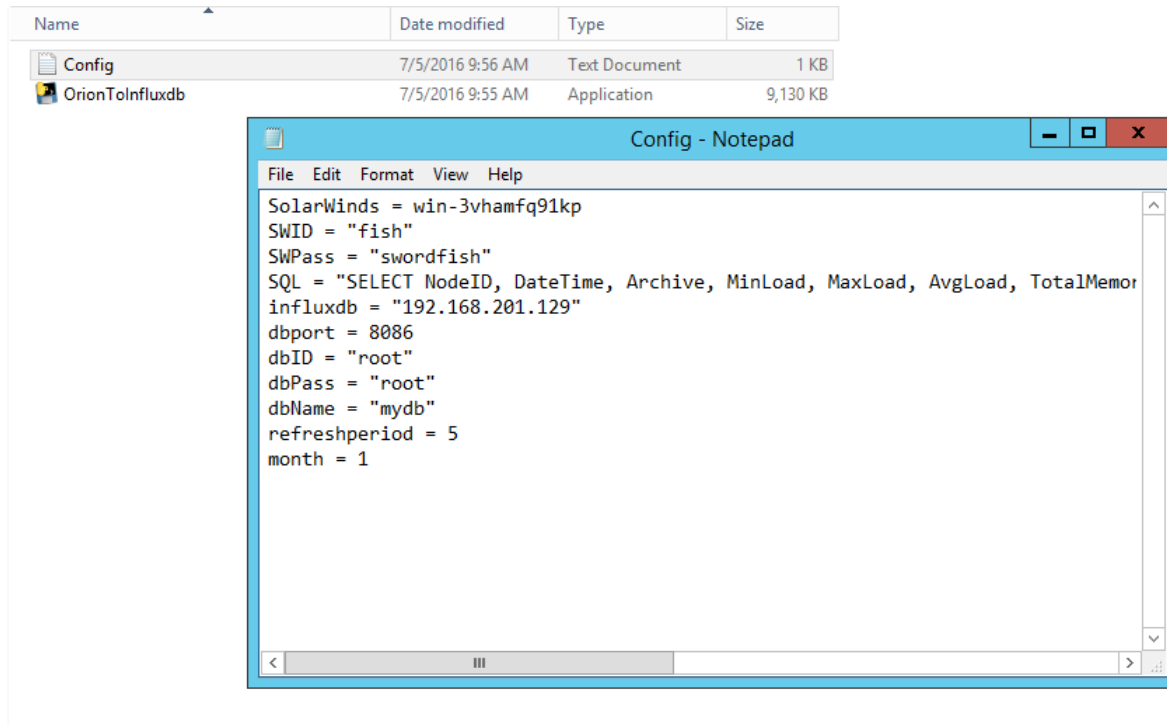 Name Date modified Type Size
Config 7/5/2016 9:56 AM Text Document 1 KB
OrionToInfluxdb 7/5/2016 9:55 AM Application 9,130 KB
Config - Notepad
File Edit Format View Help
SolarWinds = win-3vhamfq91kp
SWID = "fish"
SWPass = "swordfish"
SQL = "SELECT NodeID, DateTime, Archive, MinLoad, MaxLoad, AvgLoad, TotalMemor
influxdb = "192.168.201.129"
dbport = 8086
dbID = "root"
dbPass = "root"
dbName = "mydb"
refreshperiod = 5
month = 1